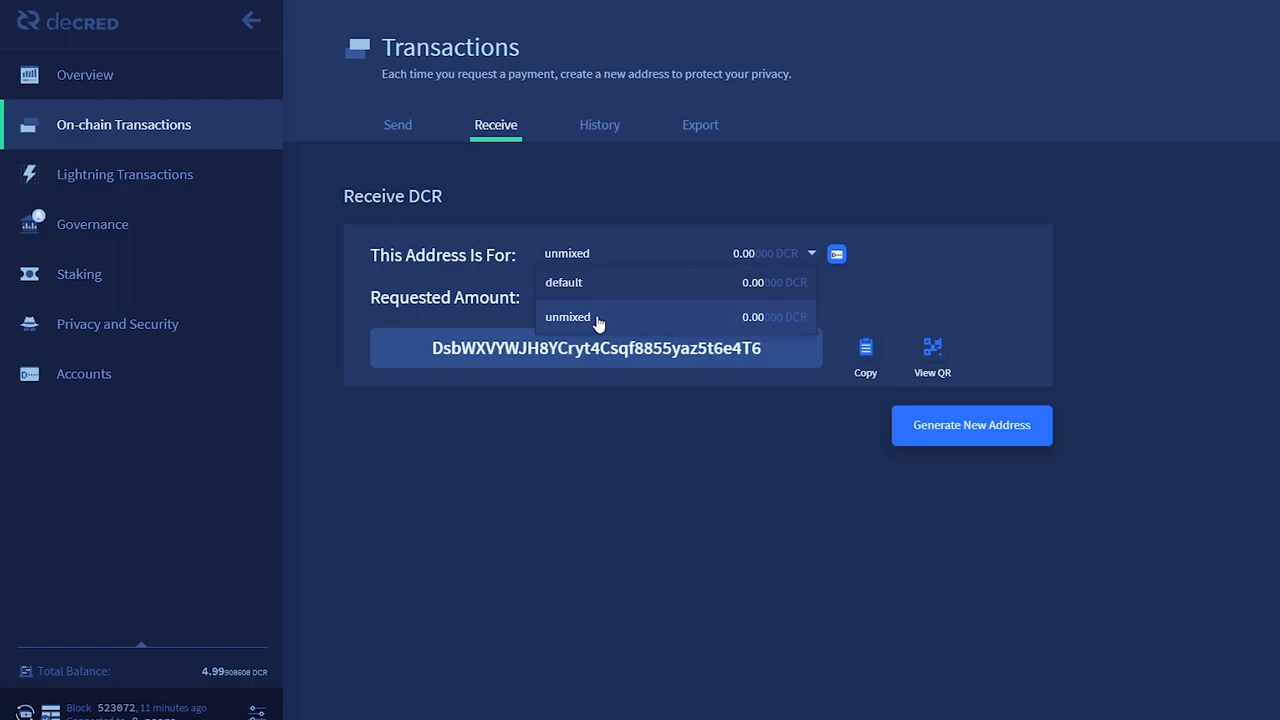 decred
Overview
On-chain Transactions
Lightning Transactions
Governance
Staking
Privacy and Security
Accounts
Total Balance: 4.99908608 DCR
Block 523072, 11 minutes ago
Transactions
Each time you request a payment, create a new address to protect your privacy.
Send Receive History Export
Receive DCR
This Address Is For: unmixed 0.00000 DCR
default 0.00000 DCR
Requested Amount:
unmixed 0.00000 DCR
DsbWXVYWJH8YCryt4Csqf8855yaz5t6e4T6
Copy View QR
Generate New Address